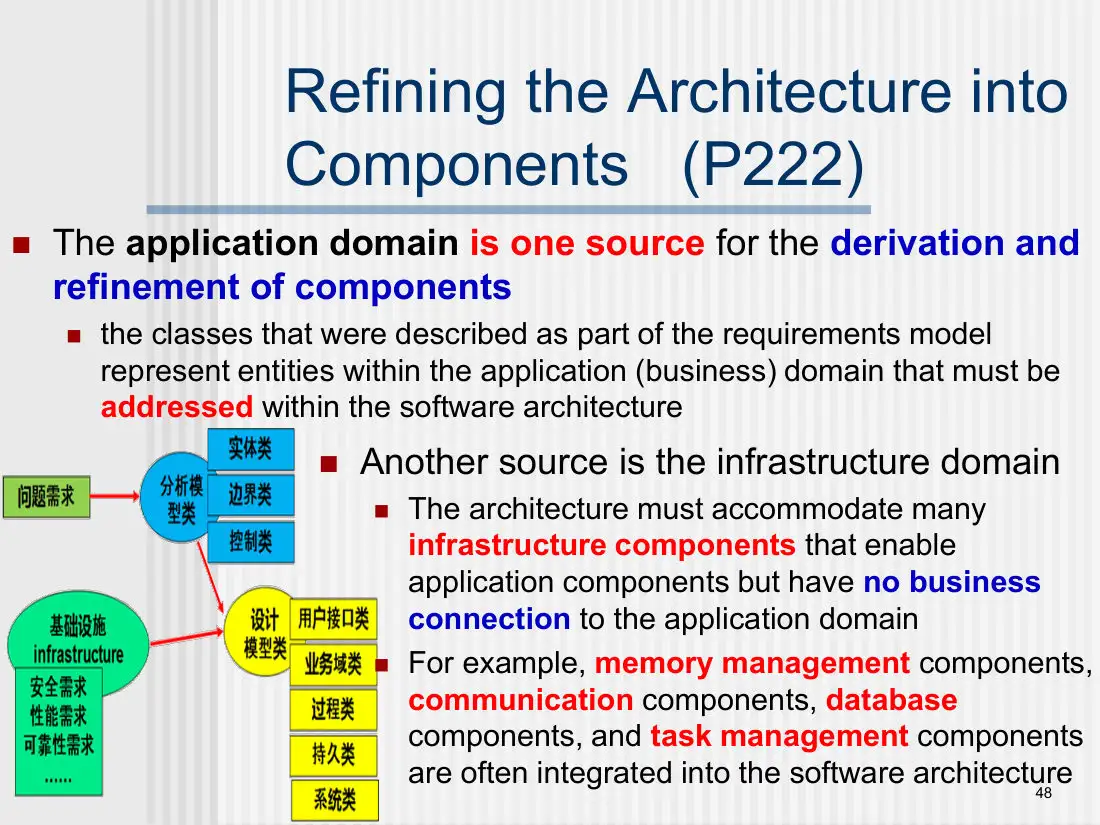 Refining the Architecture into
Components (P222)
The application domain is one source for the derivation and
refinement of components
the classes that were described as part of the requirements model
represent entities within the application (business) domain that must be
addressed within the software architecture
问题需求
分析模
型类
实体类
边界类
控制类
基础设施
infrastructure
安全需求
性能需求
可靠性需求
......
设计
模型类
用户接口类
业务域类
过程类
持久类
系统类
Another source is the infrastructure domain
The architecture must accommodate many
infrastructure components that enable
application components but have no business
connection to the application domain
For example, memory management components,
communication components, database
components, and task management components
are often integrated into the software architecture
48